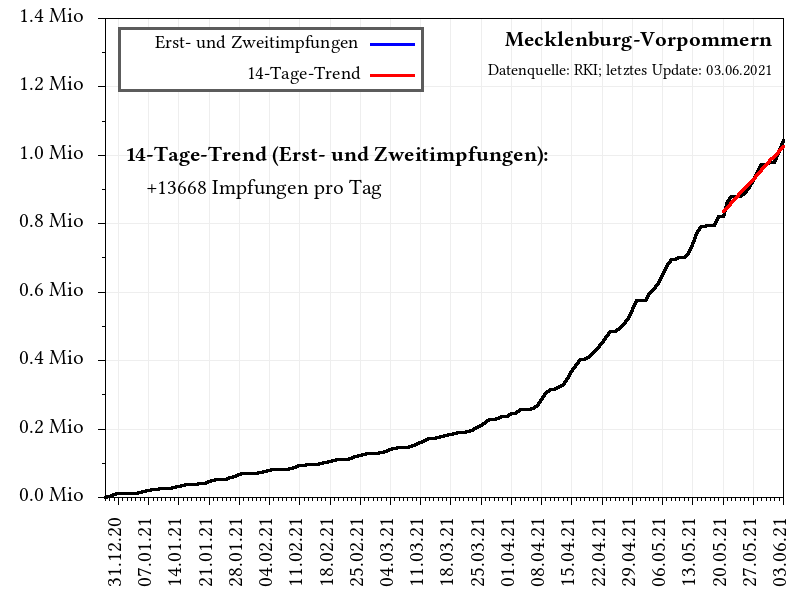 1.4 Mio
1.2 Mio
1.0 Mio
0.8 Mio
0.6 Mio
0.4 Mio
0.2 Mio
0.0 Mio
Erst- und Zweitimpfungen
14-Tage-Trend
Mecklenburg-Vorpommern
Datenquelle: RKI; letztes Update: 03.06.2021
14-Tage-Trend (Erst- und Zweitimpfungen):
+13668 Impfungen pro Tag
31.12.20
07.01.21
14.01.21
21.01.21
28.01.21
04.02.21
11.02.21
18.02.21
25.02.21
04.03.21
11.03.21
18.03.21
25.03.21
01.04.21
08.04.21
15.04.21
22.04.21
29.04.21
06.05.21
13.05.21
20.05.21
27.05.21
03.06.21